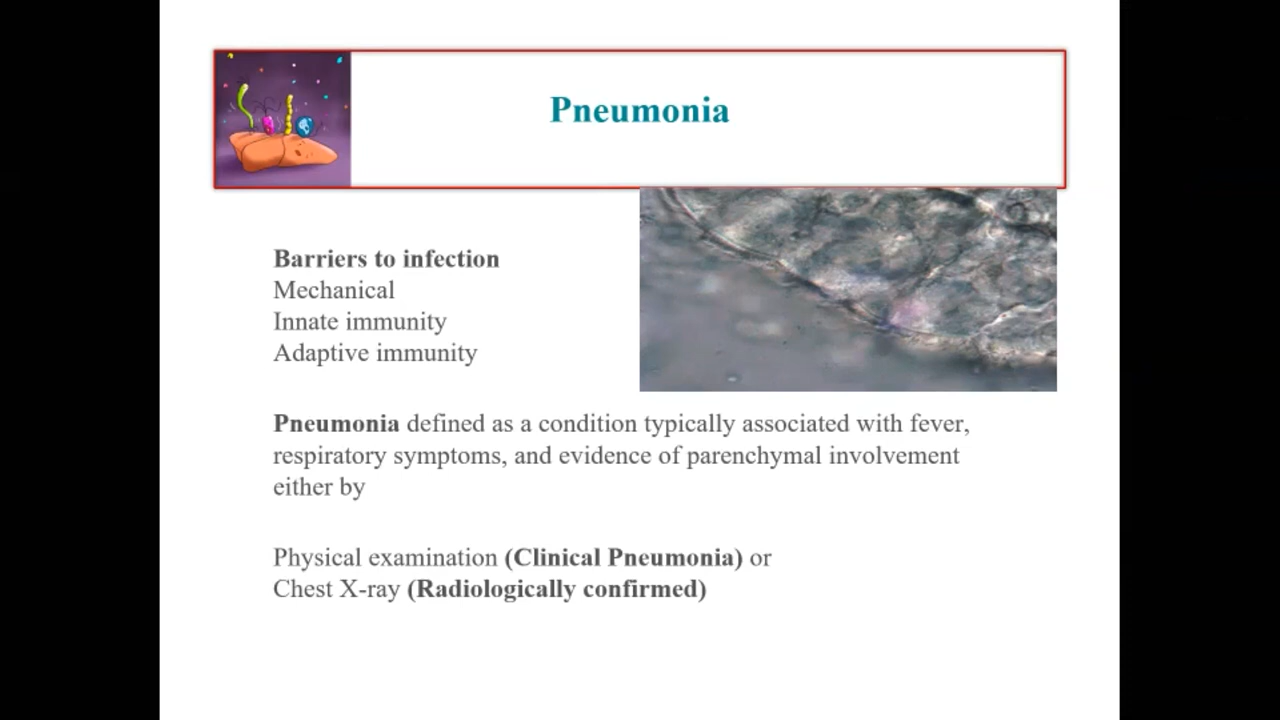 Pneumonia
Barriers to infection
Mechanical
Innate immunity
Adaptive immunity
Pneumonia defined as a condition typically associated with fever,
respiratory symptoms, and evidence of parenchymal involvement
either by
Physical examination (Clinical Pneumonia) or
Chest X-ray (Radiologically confirmed)